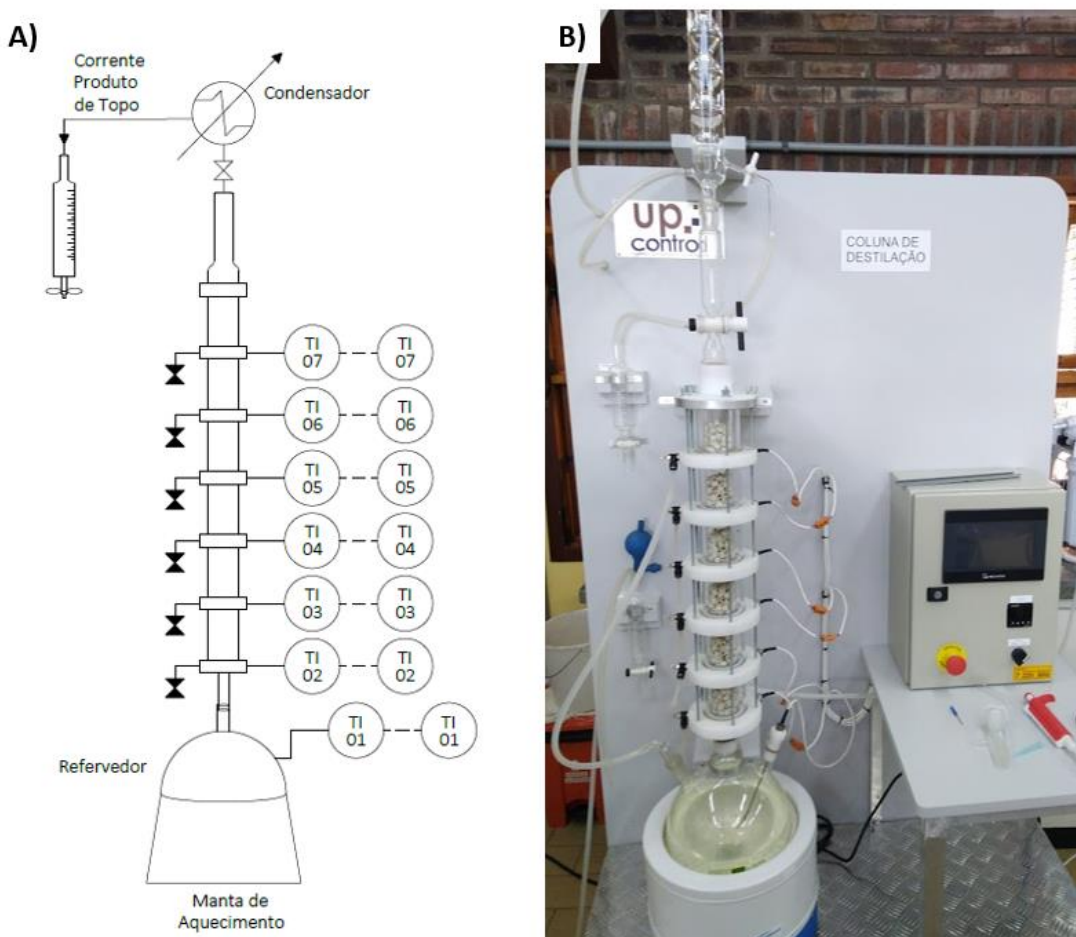 A)
Corrente
Produto
de Topo
Condensador
TI
07
TI
07
TI
06
TI
06
TI
05
TI
05
TI
04
TI
04
TI
03
TI
03
TI
02
TI
02
TI
01
TI
01
Refervedor
Manta de
Aquecimento
B)
up.
control
COLUNA DE
DESTILAÇÃO